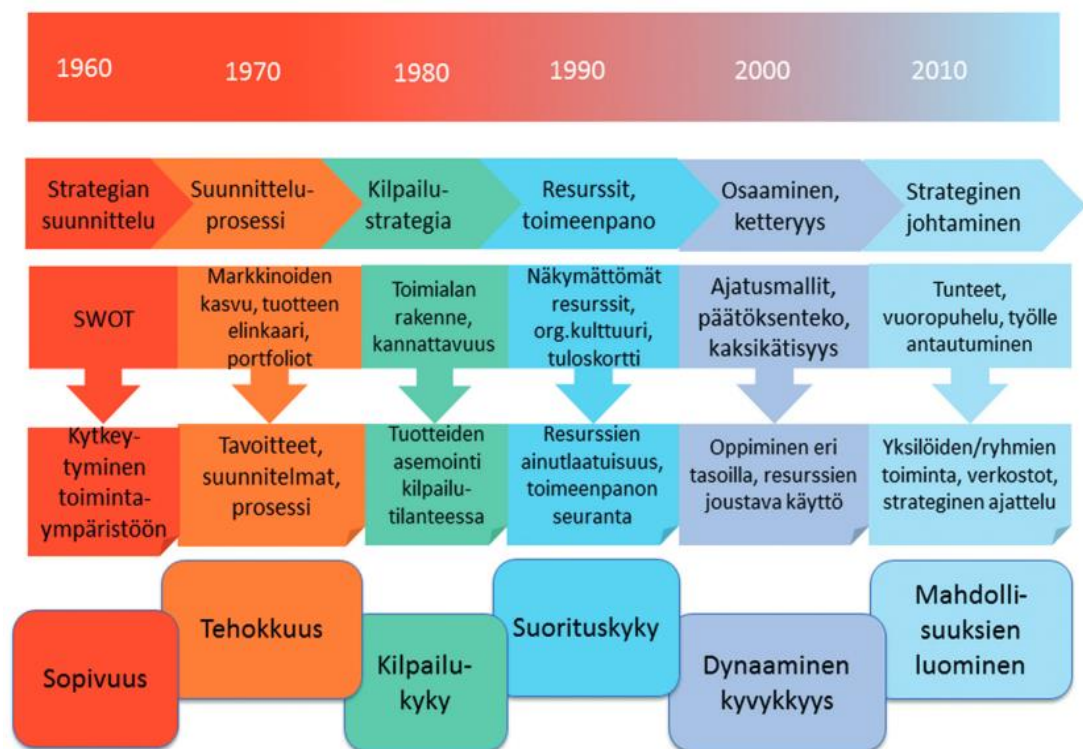 1960
1970
1980
1990
2000
2010
Strategian
suunnittelu
Suunnittelu-
prosessi
Kilpailu-
strategia
Resurssit,
toimeenpano
Osaaminen,
ketteryys
Strateginen
johtaminen
SWOT
Markkinoiden
kasvu, tuotteen
elinkaari,
portfoliot
Toimialan
rakenne,
kannattavuus
Näkymättömät
resurssit,
org.kulttuuri,
tuloskortti
Ajatusmallit,
päätöksenteko,
kaksikätisyys
Tunteet,
vuoropuhelu, työlle
antautuminen
Kytkey-
tyminen
toiminta-
ympäristöön
Tavoitteet,
suunnitelmat,
prosessi
Tuotteiden
asemointi
kilpailu-
tilanteessa
Resurssien
ainutlaatuisuus,
toimeenpanon
seuranta
Oppiminen eri
tasoilla, resurssien
joustava käyttö
Yksilöiden/ryhmien
toiminta, verkostot,
strateginen ajattelu
Sopivuus
Tehokkuus
Kilpailu-
kyky
Suorituskyky
Dynaaminen
kyvykkyys
Mahdolli-
suuksien
luominen